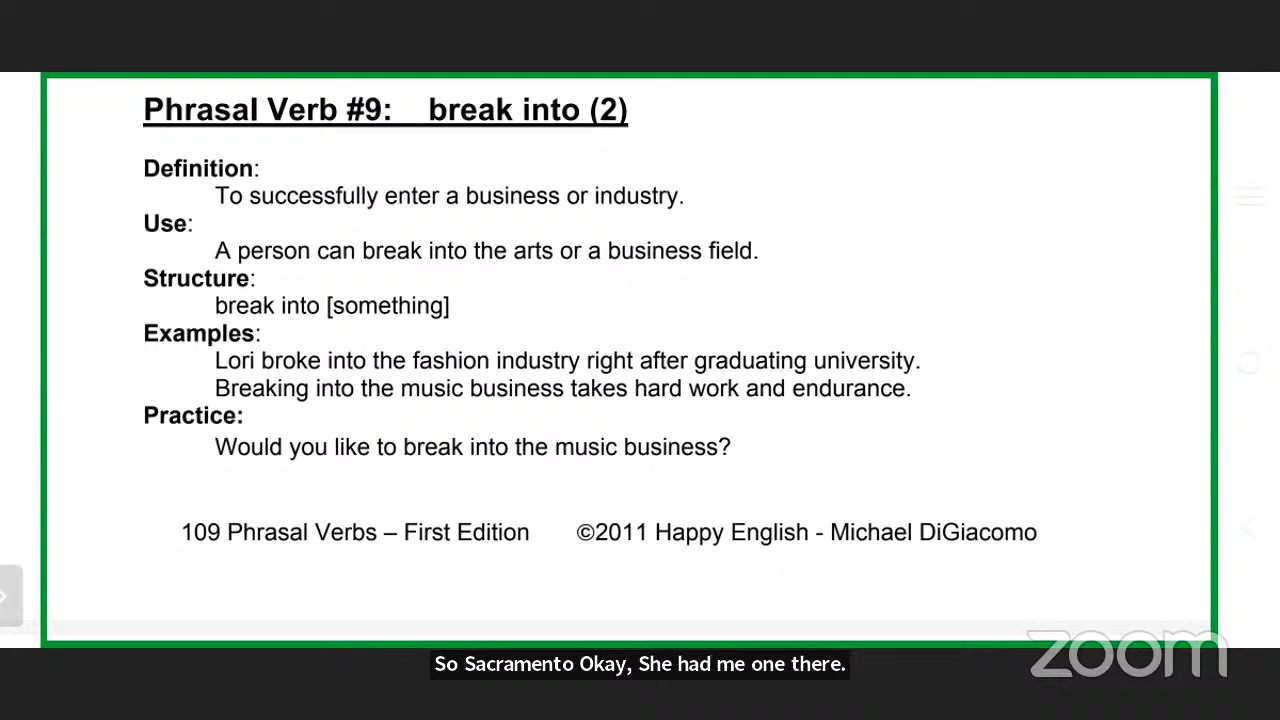 Phrasal Verb #9: break into (2)
Definition:
To successfully enter a business or industry.
Use:
A person can break into the arts or a business field.
Structure:
break into [something]
Examples:
Lori broke into the fashion industry right after graduating university.
Breaking into the music business takes hard work and endurance.
Practice:
Would you like to break into the music business?
109 Phrasal Verbs – First Edition ©2011 Happy English - Michael DiGiacomo
zoom
So Sacramento Okay, She had me one there.